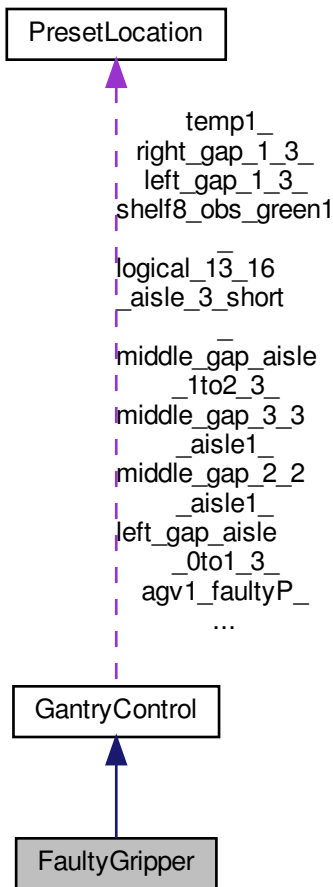 PresetLocation
temp1_
right_gap_1_3_
left_gap_1_3_
shelf8_obs_green1
_
logical_13_16
_aisle_3_short
_
middle_gap_aisle
_1to2_3_
middle_gap_3_3
_aisle1_
middle_gap_2_2
_aisle1_
left_gap_aisle
_0to1_3_
agv1_faultyP_
...
GantryControl
FaultyGripper